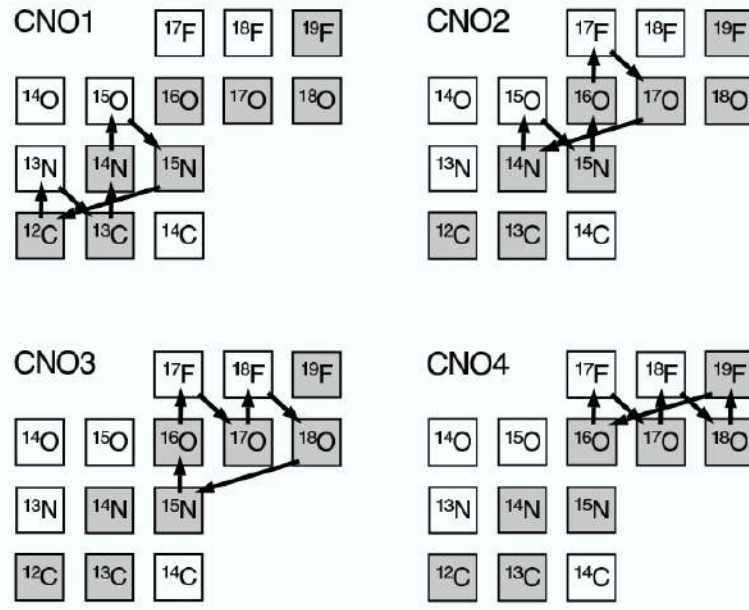 CNO1 ¹⁷F ¹⁸F ¹⁹F
¹⁴O ¹⁵O ¹⁶O ¹⁷O ¹⁸O
¹³N ¹⁴N ¹⁵N
¹²C ¹³C ¹⁴C
CNO2 ¹⁷F ¹⁸F ¹⁹F
¹⁴O ¹⁵O ¹⁶O ¹⁷O ¹⁸O
¹³N ¹⁴N ¹⁵N
¹²C ¹³C ¹⁴C
CNO3 ¹⁷F ¹⁸F ¹⁹F
¹⁴O ¹⁵O ¹⁶O ¹⁷O ¹⁸O
¹³N ¹⁴N ¹⁵N
¹²C ¹³C ¹⁴C
CNO4 ¹⁷F ¹⁸F ¹⁹F
¹⁴O ¹⁵O ¹⁶O ¹⁷O ¹⁸O
¹³N ¹⁴N ¹⁵N
¹²C ¹³C ¹⁴C